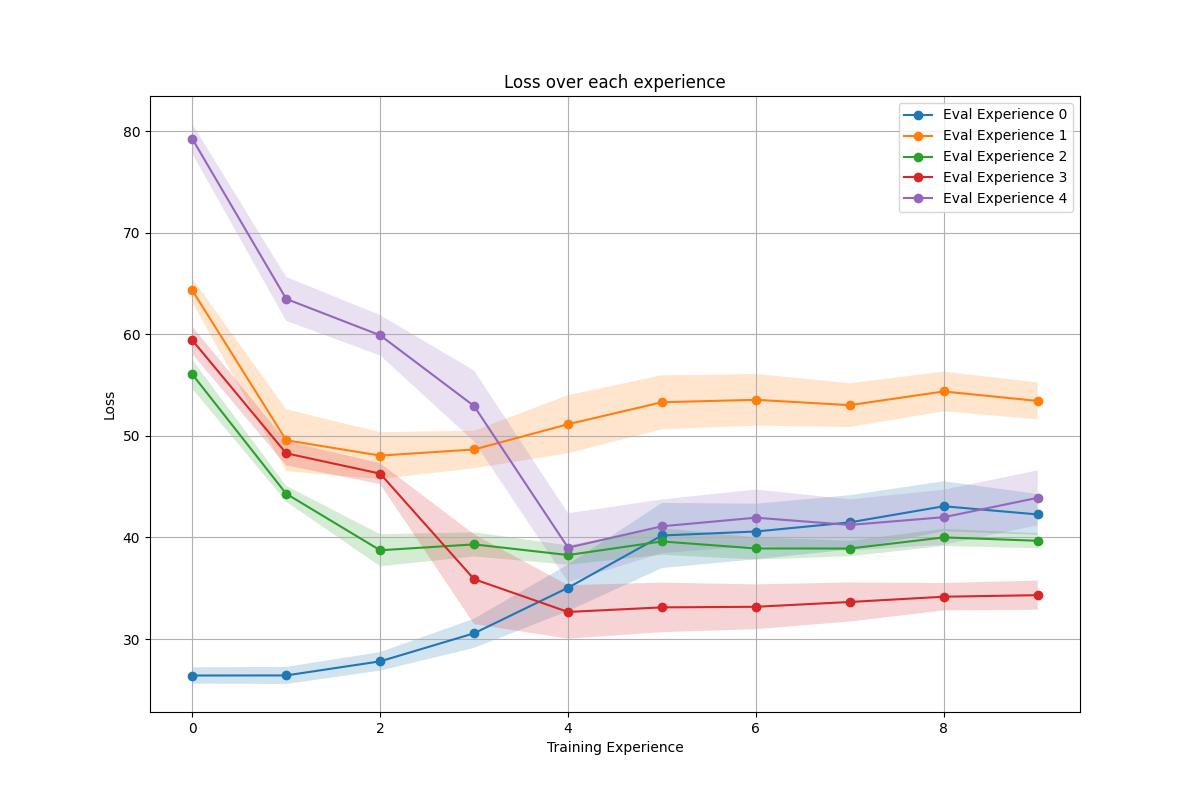 Loss over each experience
Eval Experience 0
Eval Experience 1
Eval Experience 2
Eval Experience 3
Eval Experience 4
80
70
60
50
40
30
Loss
0 2 4 6 8
Training Experience